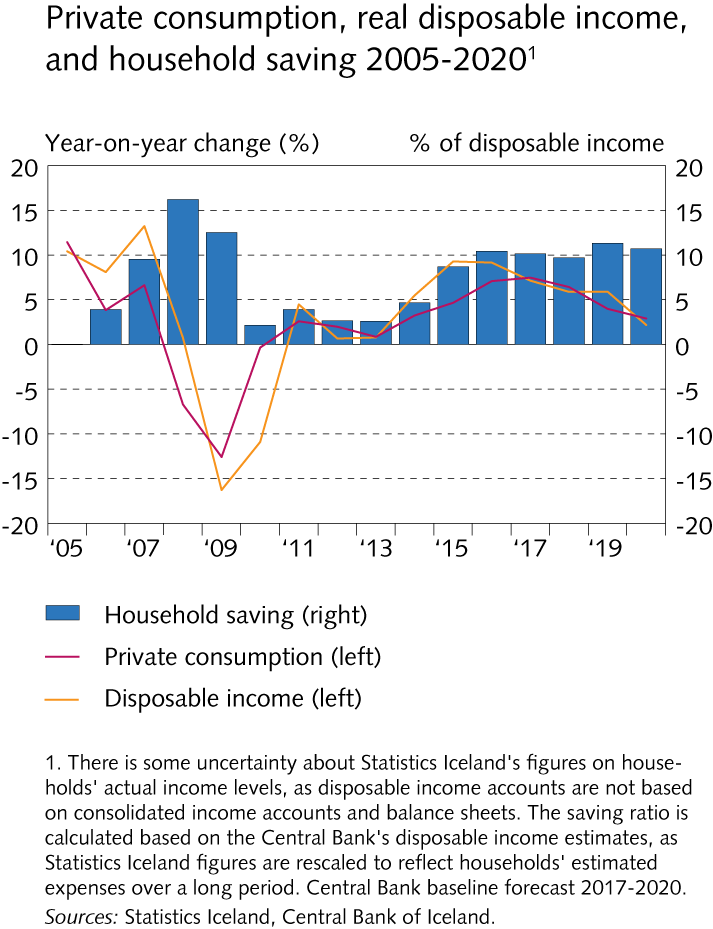 Private consumption, real disposable income,
and household saving 2005-2020¹
Year-on-year change (%)
% of disposable income
20 20
15 15
10 10
5 5
0 0
-5 -5
-10 -10
-15 -15
-20 -20
‘05 ‘07 ‘09 ‘11 ‘13 ‘15 ‘17 ‘19
Household saving (right)
Private consumption (left)
Disposable income (left)
1. There is some uncertainty about Statistics Iceland's figures on house-
holds' actual income levels, as disposable income accounts are not based
on consolidated income accounts and balance sheets. The saving ratio is
calculated based on the Central Bank's disposable income estimates, as
Statistics Iceland figures are rescaled to reflect households' estimated
expenses over a long period. Central Bank baseline forecast 2017-2020.
Sources: Statistics Iceland, Central Bank of Iceland.